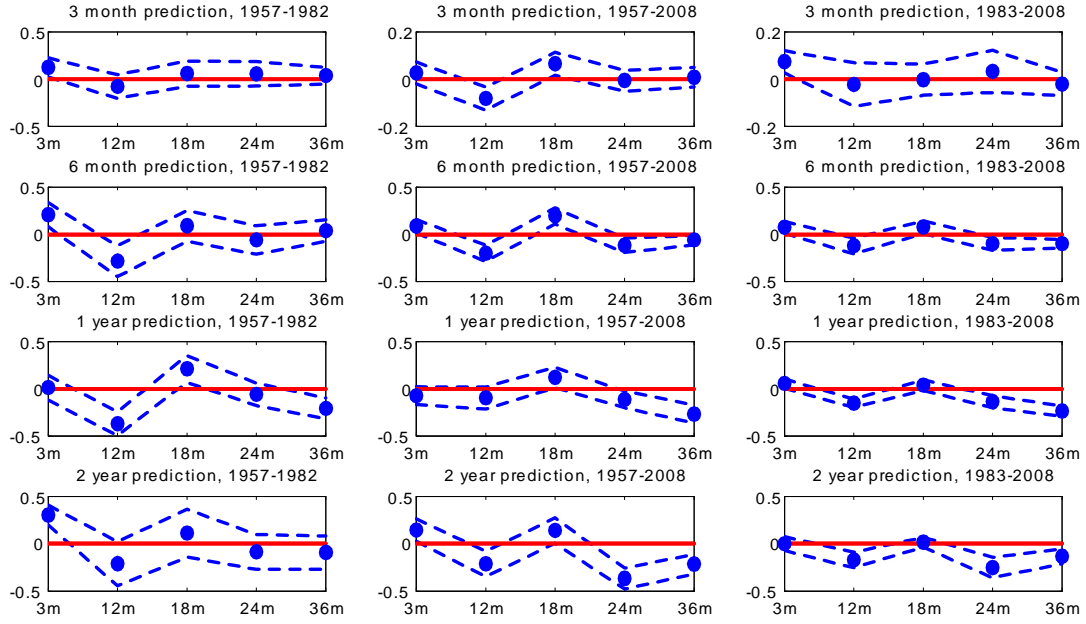 3 month prediction, 1957-1982
0.5
0
-0.5
3m 12m 18m 24m 36m
3 month prediction, 1957-2008
0.2
0
-0.2
3m 12m 18m 24m 36m
3 month prediction, 1983-2008
0.2
0
-0.2
3m 12m 18m 24m 36m
6 month prediction, 1957-1982
0.5
0
-0.5
3m 12m 18m 24m 36m
6 month prediction, 1957-2008
0.5
0
-0.5
3m 12m 18m 24m 36m
6 month prediction, 1983-2008
0.5
0
-0.5
3m 12m 18m 24m 36m
1 year prediction, 1957-1982
0.5
0
-0.5
3m 12m 18m 24m 36m
1 year prediction, 1957-2008
0.5
0
-0.5
3m 12m 18m 24m 36m
1 year prediction, 1983-2008
0.5
0
-0.5
3m 12m 18m 24m 36m
2 year prediction, 1957-1982
0.5
0
-0.5
3m 12m 18m 24m 36m
2 year prediction, 1957-2008
0.5
0
-0.5
3m 12m 18m 24m 36m
2 year prediction, 1983-2008
0.5
0
-0.5
3m 12m 18m 24m 36m